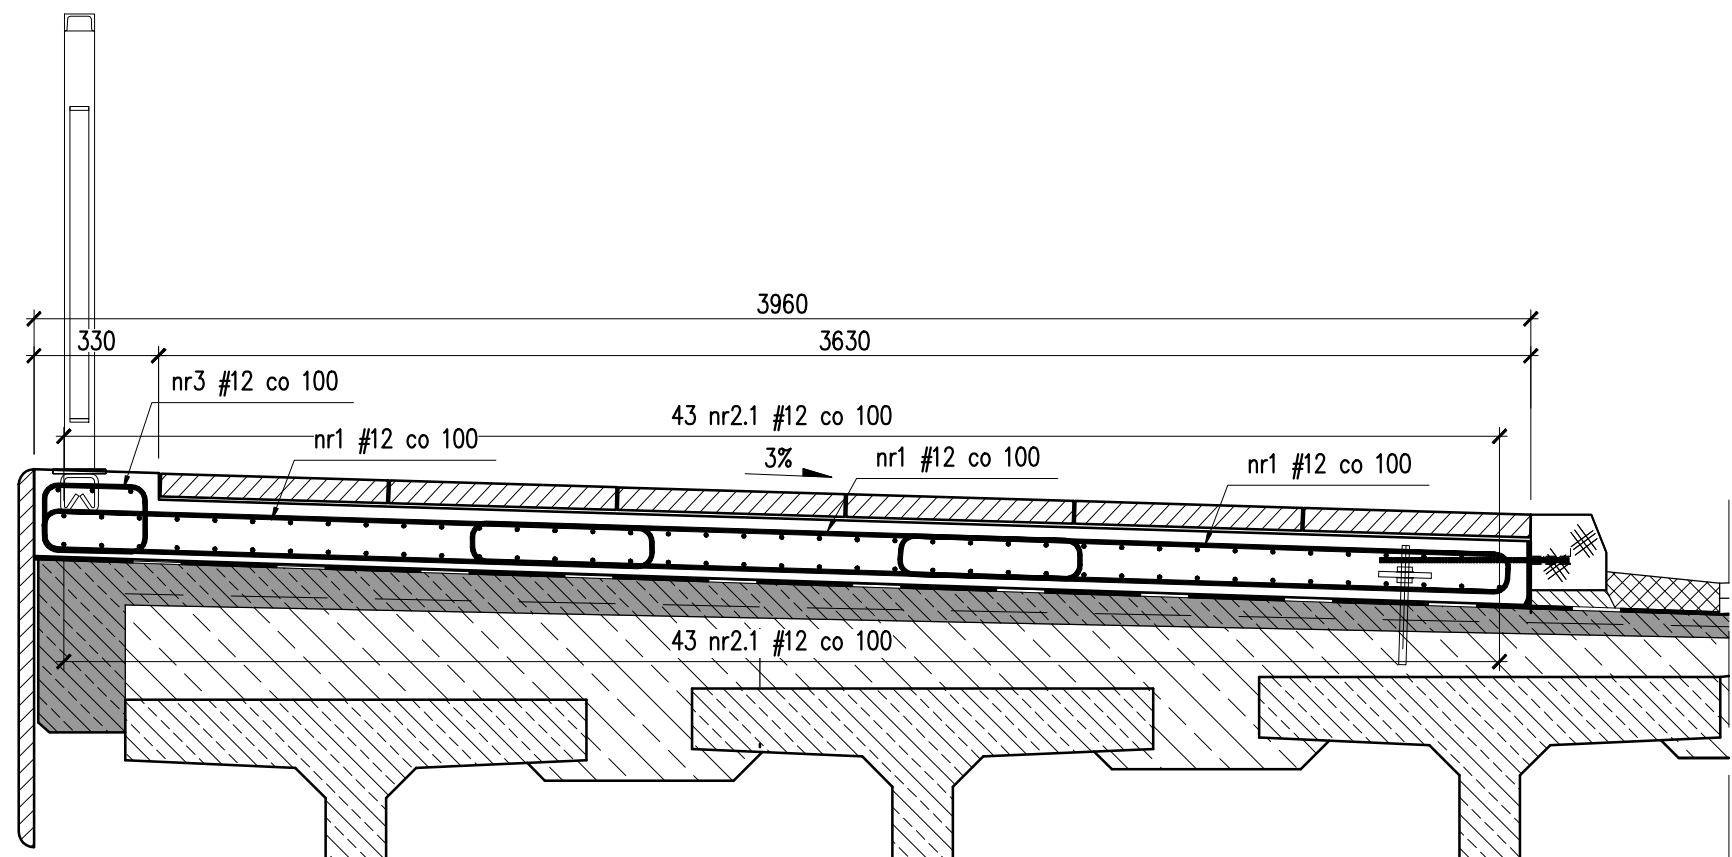 3960
330
3630
nr3 #12 co 100
43 nr2.1 #12 co 100
nr1 #12 co 100
3%
nr1 #12 co 100
nr1 #12 co 100
43 nr2.1 #12 co 100